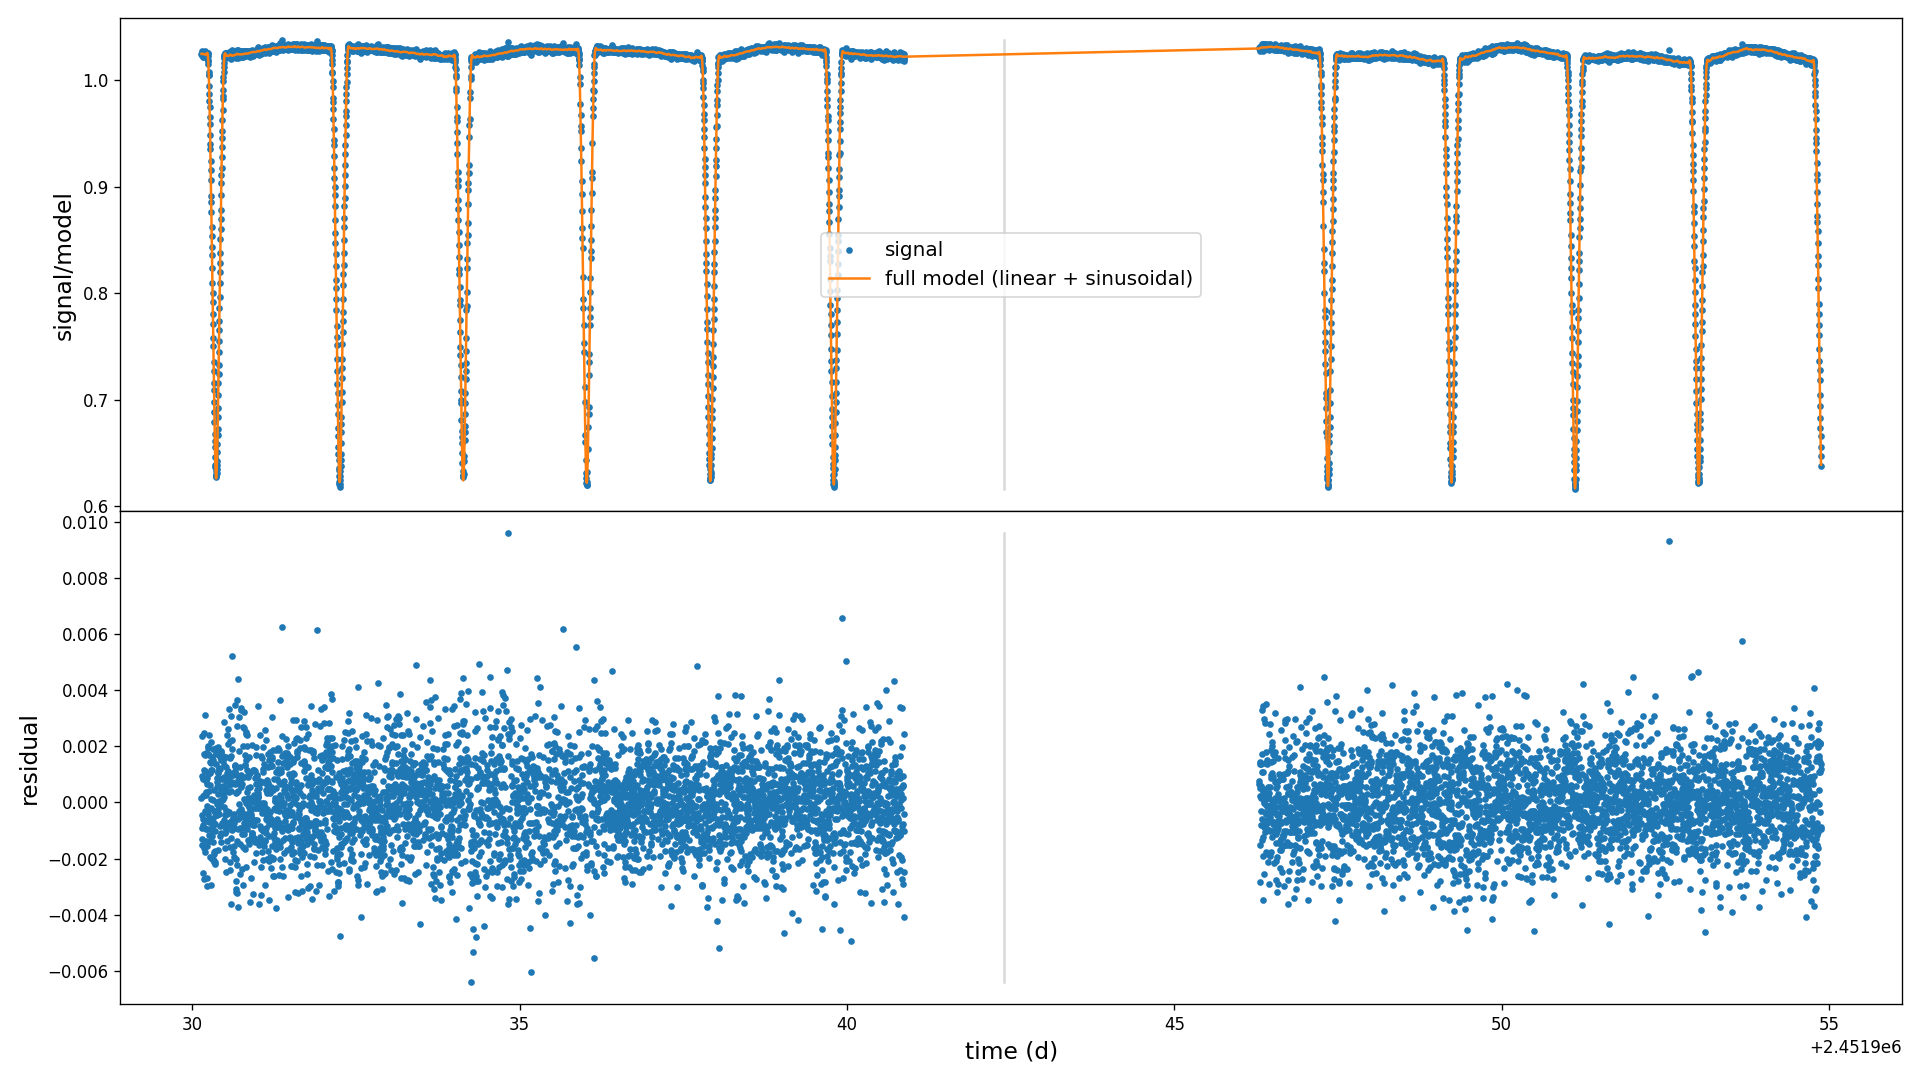 signal/model
1.0
0.9
0.8
0.7
0.6
signal
full model (linear + sinusoidal)
residual
0.010
0.008
0.006
0.004
0.002
0.000
−0.002
−0.004
−0.006
30 35 40 45 50 55
time (d)
+2.4519e6